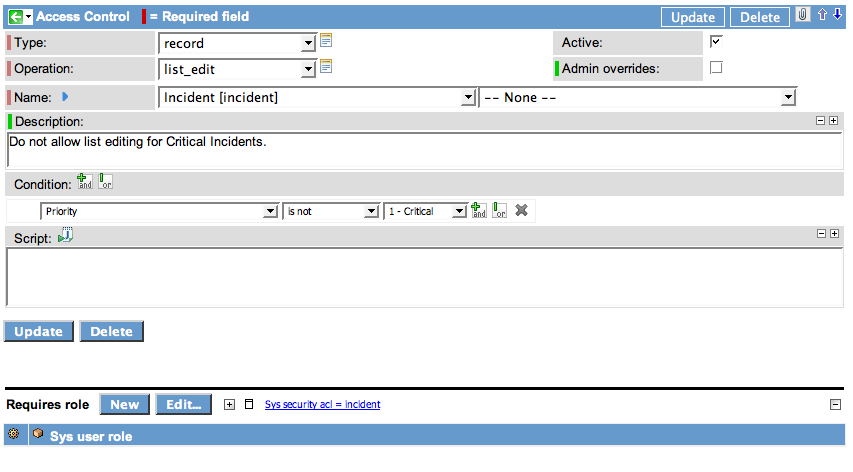 Access Control = Required field Update Delete
Type: record Active:
Operation: list_edit Admin overrides:
Name: Incident [incident] -- None --
Description:
Do not allow list editing for Critical Incidents.
Condition: and or
Priority is not 1 - Critical and or
Script:
Update Delete
Requires role New Edit... Sys security acl = incident
Sys user role